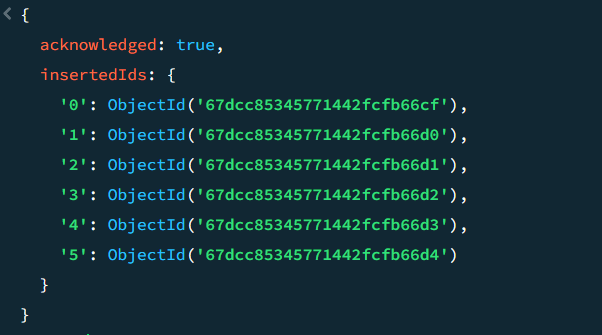 {
acknowledged: true,
insertedIds: {
'0': ObjectId('67dcc85345771442fcfb66cf'),
'1': ObjectId('67dcc85345771442fcfb66d0'),
'2': ObjectId('67dcc85345771442fcfb66d1'),
'3': ObjectId('67dcc85345771442fcfb66d2'),
'4': ObjectId('67dcc85345771442fcfb66d3'),
'5': ObjectId('67dcc85345771442fcfb66d4')
}
}